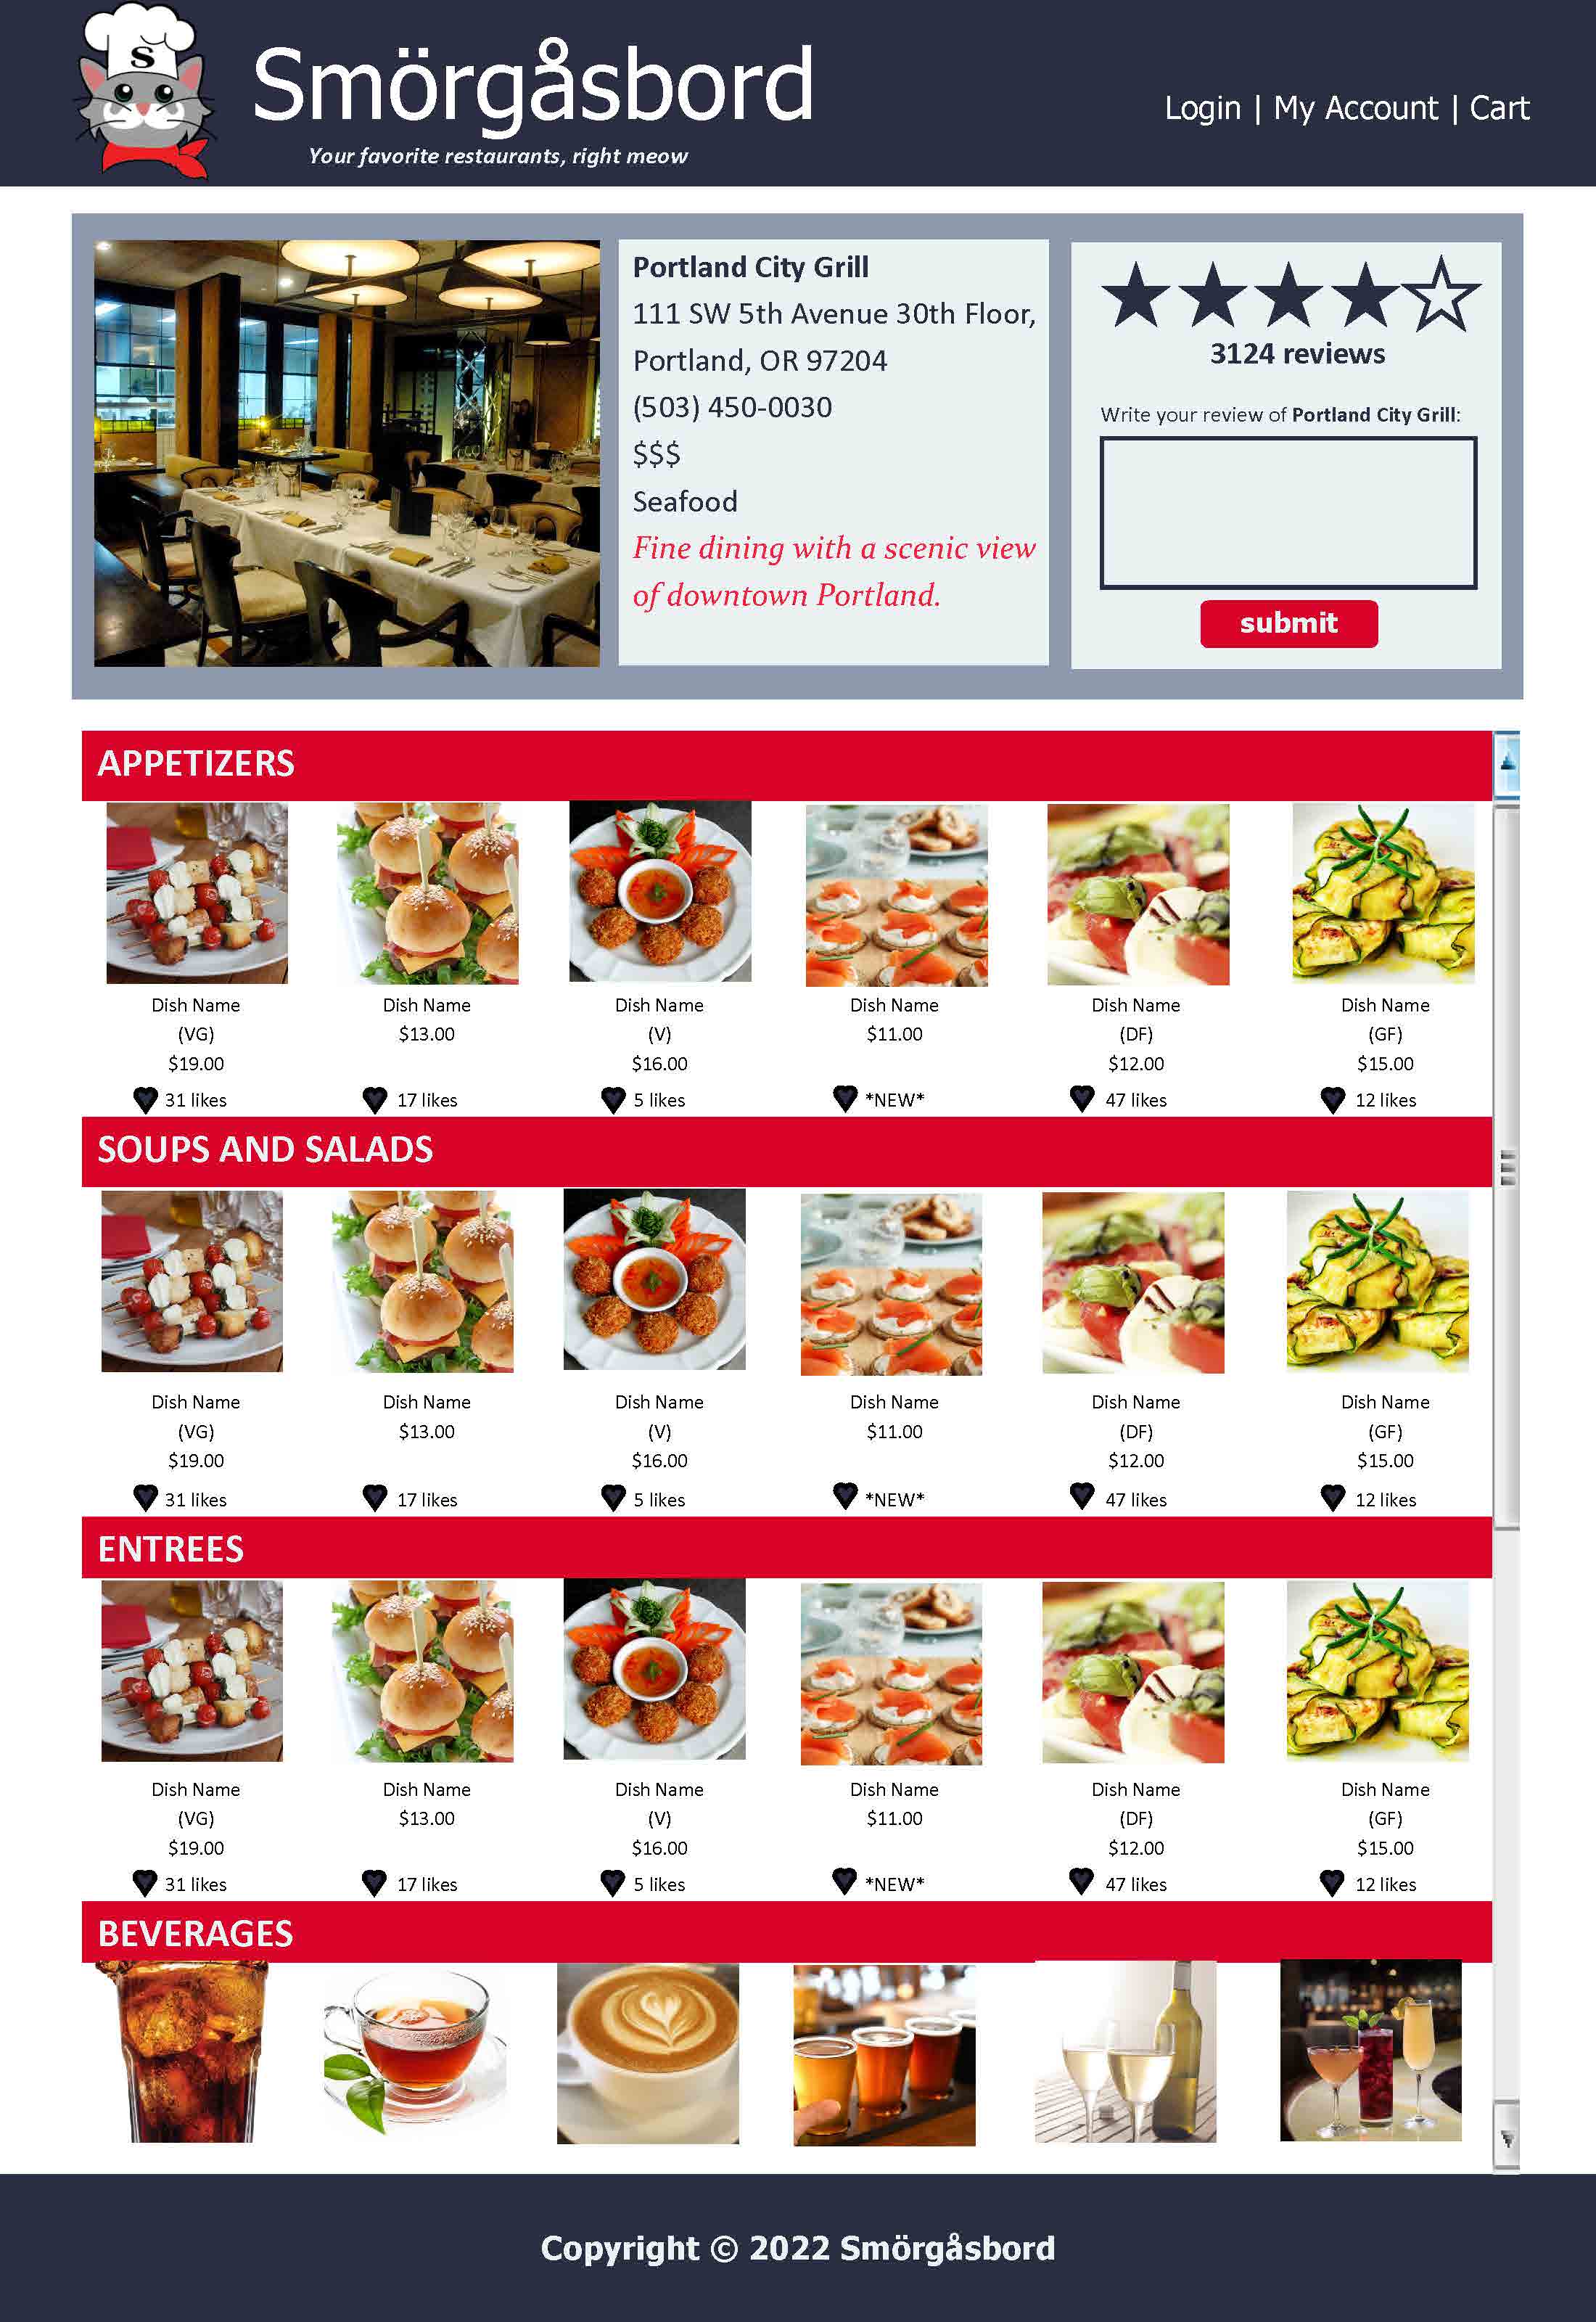 S
Smörgåsbord
Your favorite restaurants, right meow
Login | My Account | Cart
Portland City Grill
111 SW 5th Avenue 30th Floor,
Portland, OR 97204
(503) 450-0030
$$$
Seafood
Fine dining with a scenic view
of downtown Portland.
3124 reviews
Write your review of Portland City Grill:
submit
APPETIZERS
Dish Name Dish Name Dish Name Dish Name Dish Name Dish Name
(VG) $13.00 (V) $11.00 (DF) (GF)
$19.00 $16.00 $12.00 $15.00
31 likes 17 likes 5 likes *NEW* 47 likes 12 likes
SOUPS AND SALADS
Dish Name Dish Name Dish Name Dish Name Dish Name Dish Name
(VG) $13.00 (V) $11.00 (DF) (GF)
$19.00 $16.00 $12.00 $15.00
31 likes 17 likes 5 likes *NEW* 47 likes 12 likes
ENTREES
Dish Name Dish Name Dish Name Dish Name Dish Name Dish Name
(VG) $13.00 (V) $11.00 (DF) (GF)
$19.00 $16.00 $12.00 $15.00
31 likes 17 likes 5 likes *NEW* 47 likes 12 likes
BEVERAGES
Copyright © 2022 Smörgåsbord